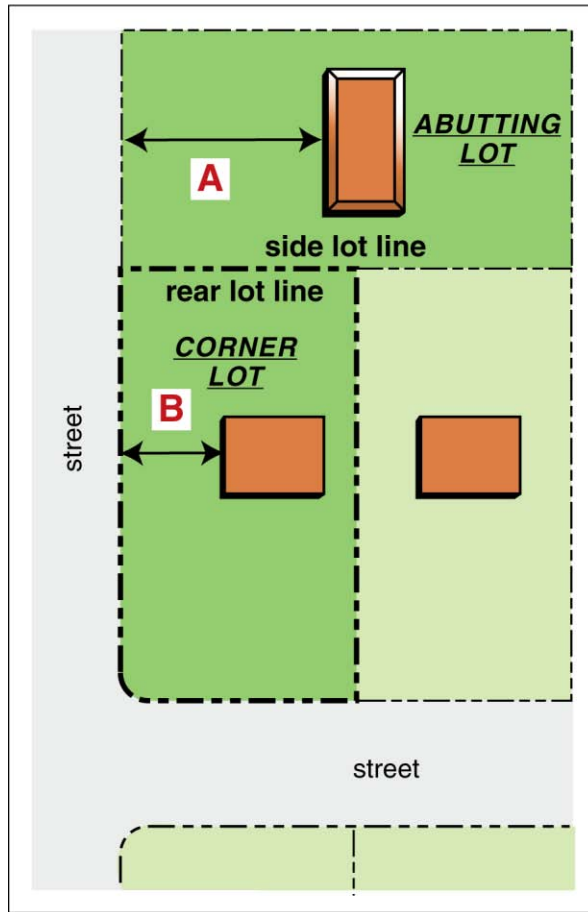 ABUTTING
LOT
A
side lot line
rear lot line
CORNER
LOT
B
street
street